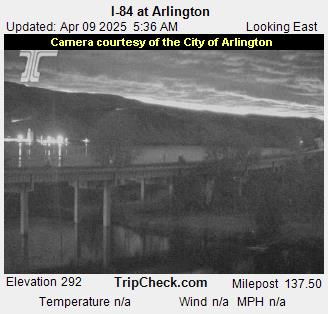 I-84 at Arlington
Updated: Apr 09 2025 5:36 AM Looking East
Camera courtesy of the City of Arlington
Elevation 292 TripCheck.com Milepost 137.50
Temperature n/a Wind n/a MPH n/a